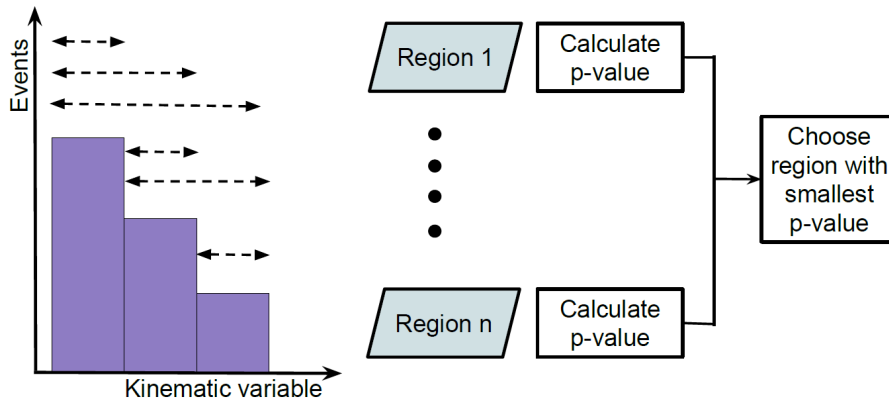 Events
Kinematic variable
Region 1
Calculate
p-value
Region n
Calculate
p-value
Choose
region with
smallest
p-value